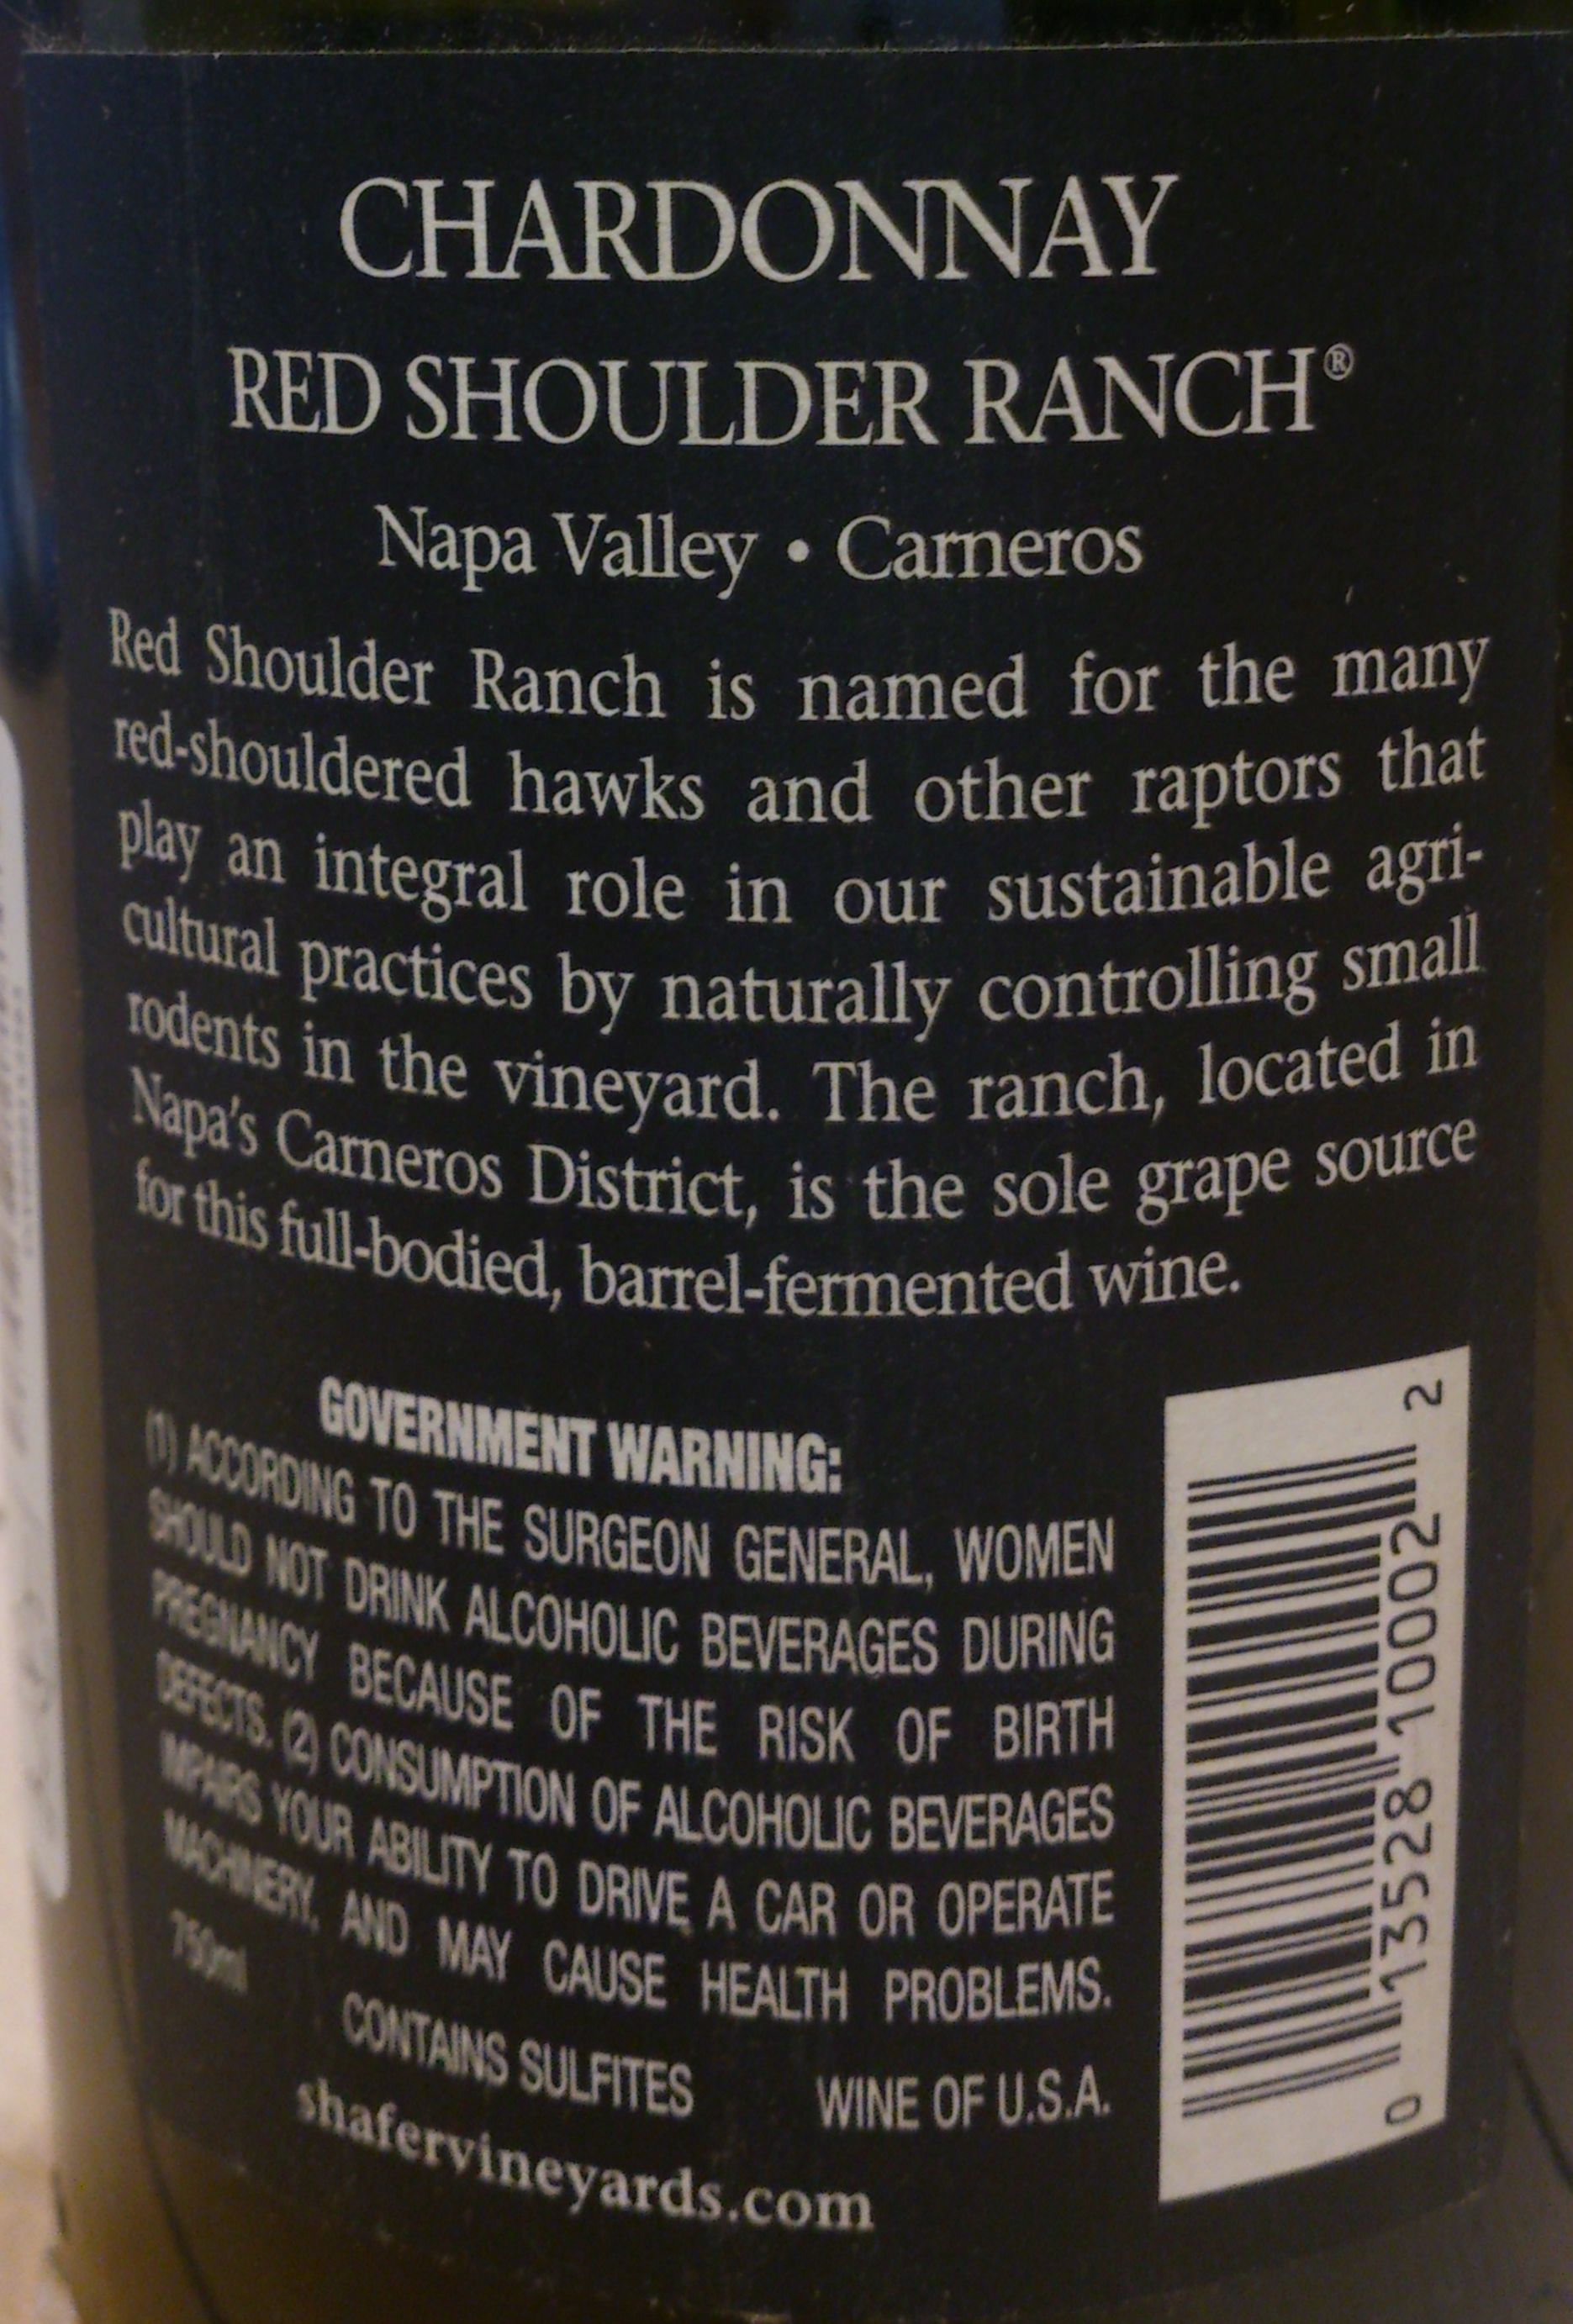 CHARDONNAY
RED SHOULDER RANCH®
Napa Valley • Carneros
Red Shoulder Ranch is named for the many
red-shouldered hawks and other raptors that
play an integral role in our sustainable agri-
cultural practices by naturally controlling small
rodents in the vineyard. The ranch, located in
Napa's Carneros District, is the sole grape source
for this full-bodied, barrel-fermented wine.
GOVERNMENT WARNING:
(1) ACCORDING TO THE SURGEON GENERAL, WOMEN
SHOULD NOT DRINK ALCOHOLIC BEVERAGES DURING
PREGNANCY BECAUSE OF THE RISK OF BIRTH
DEFECTS. (2) CONSUMPTION OF ALCOHOLIC BEVERAGES
IMPAIRS YOUR ABILITY TO DRIVE A CAR OR OPERATE
MACHINERY, AND MAY CAUSE HEALTH PROBLEMS.
750ml
CONTAINS SULFITES WINE OF U.S.A.
shafervineyards.com
0 13528 10002 2